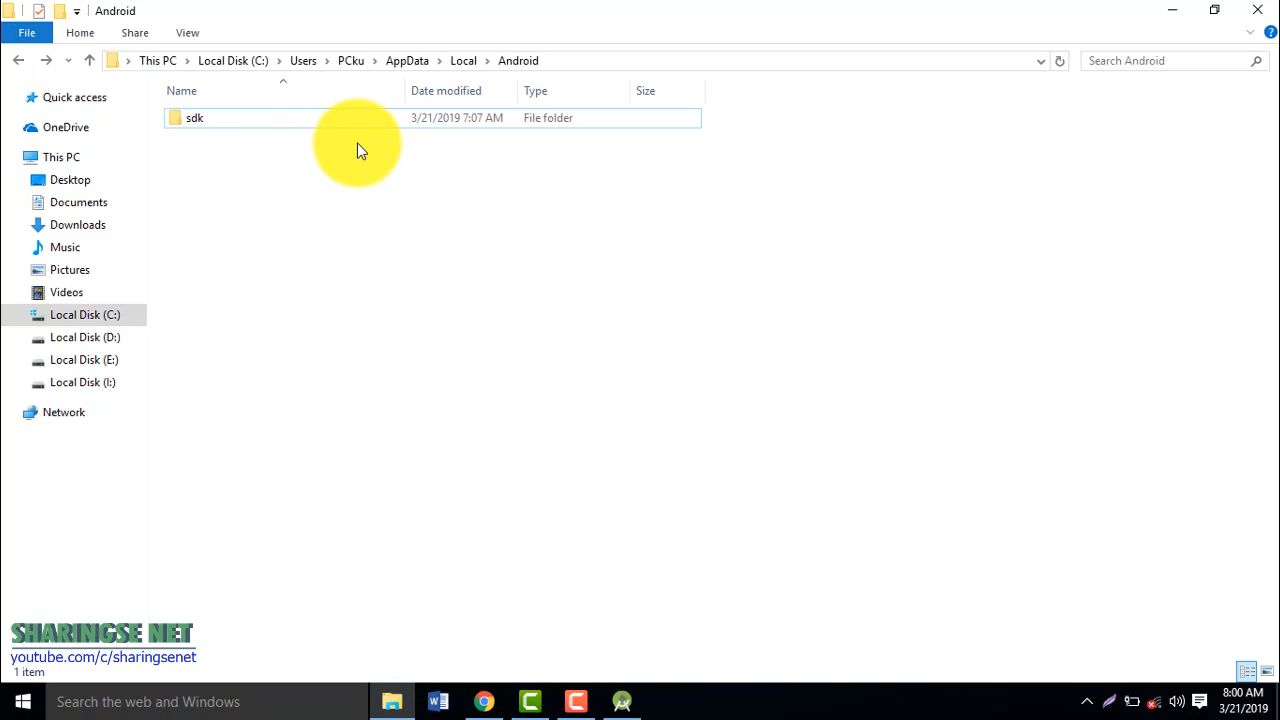 Android
File
Home
Share
View
This PC
Local Disk (C:)
Users
PCku
AppData
Local
Android
Search Android
Name
Date modified
Type
Size
sdk
3/21/2019 7:07 AM
File folder
Quick access
OneDrive
This PC
Desktop
Documents
Downloads
Music
Pictures
Videos
Local Disk (C:)
Local Disk (D:)
Local Disk (E:)
Local Disk (I:)
Network
SHARINGSE NET
youtube.com/c/sharingsenet
1 item
Search the web and Windows
8:00 AM
3/21/2019